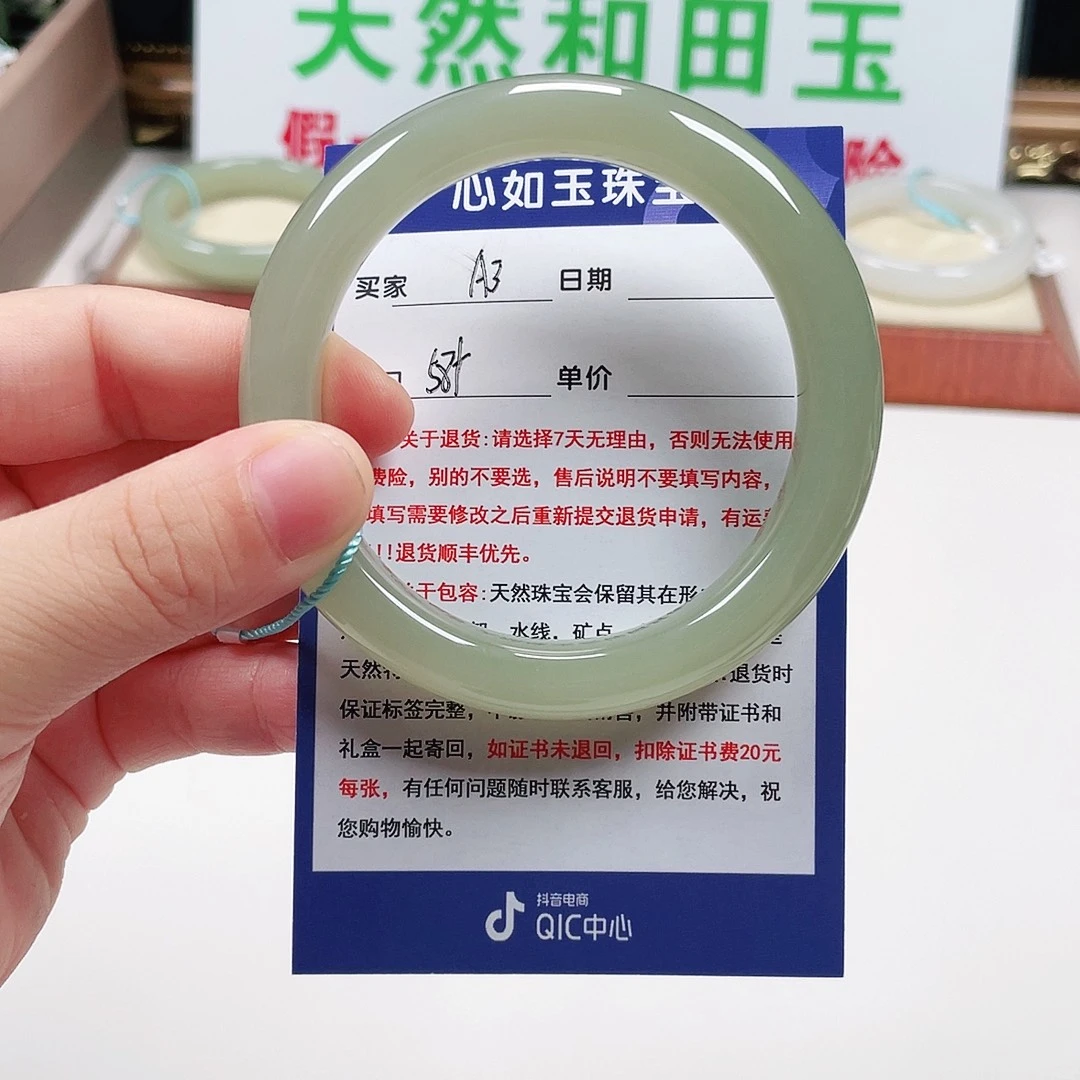 天然和田玉
假
险
心如玉珠宝
买家 A3 日期
58 单价
关于退货:请选择7天无理由，否则无法使用
费险，别的不要选，售后说明不要填写内容，
填写需要修改之后重新提交退货申请，有运
!!退货顺丰优先。
关于包容:天然珠宝会保留其在形
水线，矿点
天然 退货时
保证标签完整， 并附带证书和
礼盒一起寄回，如证书未退回，扣除证书费20元
每张，有任何问题随时联系客服，给您解决，祝
您购物愉快。
抖音电商
QIC中心